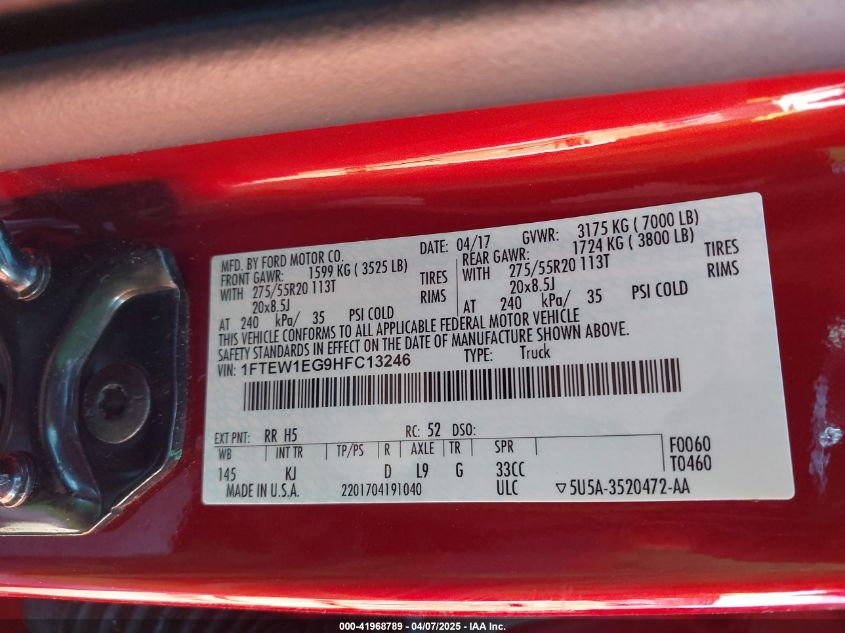 MFD. BY FORD MOTOR CO. DATE: 04/17 GVWR: 3175 KG ( 7000 LB)
FRONT GAWR: 1599 KG ( 3525 LB) REAR GAWR: 1724 KG ( 3800 LB)
WITH 275/55R20 113T TIRES WITH 275/55R20 113T TIRES
20x8.5J RIMS 20x8.5J RIMS
AT 240 kPa/ 35 PSI COLD AT 240 kPa/ 35 PSI COLD
THIS VEHICLE CONFORMS TO ALL APPLICABLE FEDERAL MOTOR VEHICLE
SAFETY STANDARDS IN EFFECT ON THE DATE OF MANUFACTURE SHOWN ABOVE.
VIN: 1FTEW1EG9HFC13246 TYPE: Truck
EXT PNT: RR H5 RC: 52 DSO:
WB INT TR TP/PS R AXLE TR SPR F0060
145 KJ D L9 G 33CC T0460
MADE IN U.S.A. 2201704191040 ULC ▽5U5A-3520472-AA
000-41968789 - 04/07/2025 - IAA Inc.